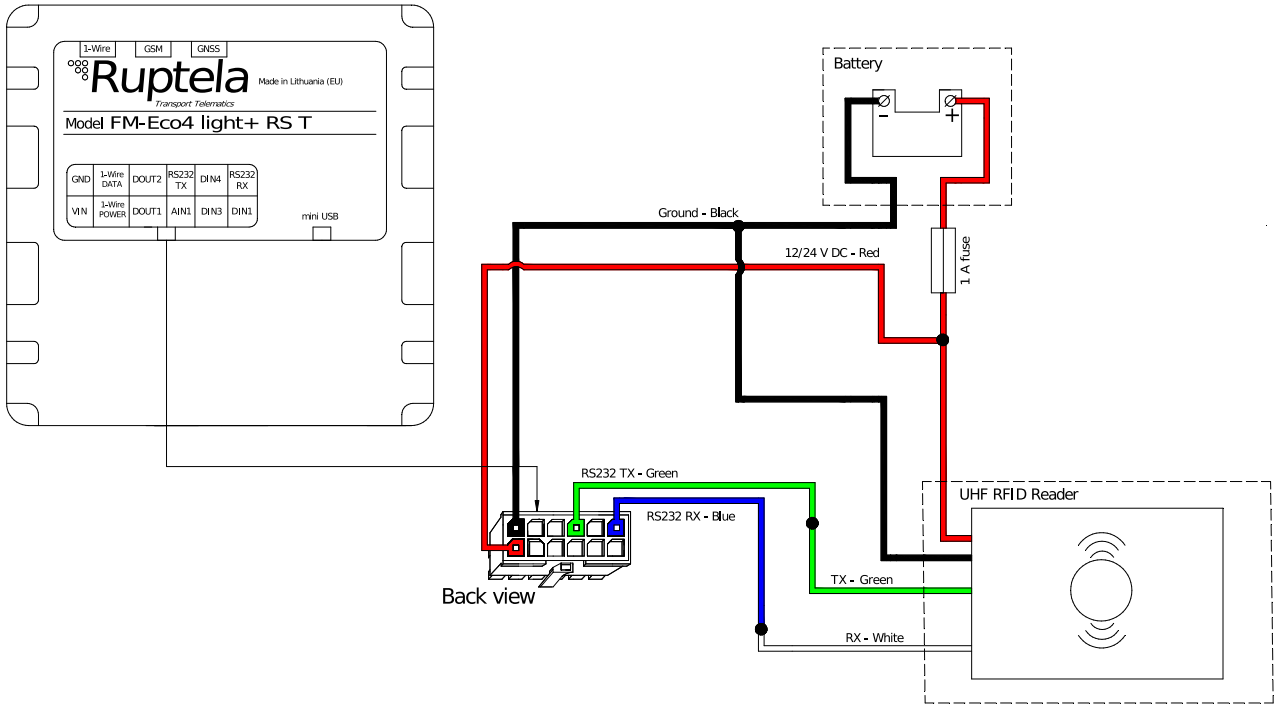 1-Wire GSM GNSS
Ruptela Made in Lithuania (EU)
Transport Telematics
Model FM-Eco4 light+ RS T
GND 1-Wire DATA DOUT2 RS232 TX DIN4 RS232 RX
VIN 1-Wire POWER DOUT1 AIN1 DIN3 DIN1
mini USB
Battery
- +
Ground - Black
12/24 V DC - Red
1 A fuse
RS232 TX - Green
RS232 RX - Blue
Back view
UHF RFID Reader
TX - Green
RX - White